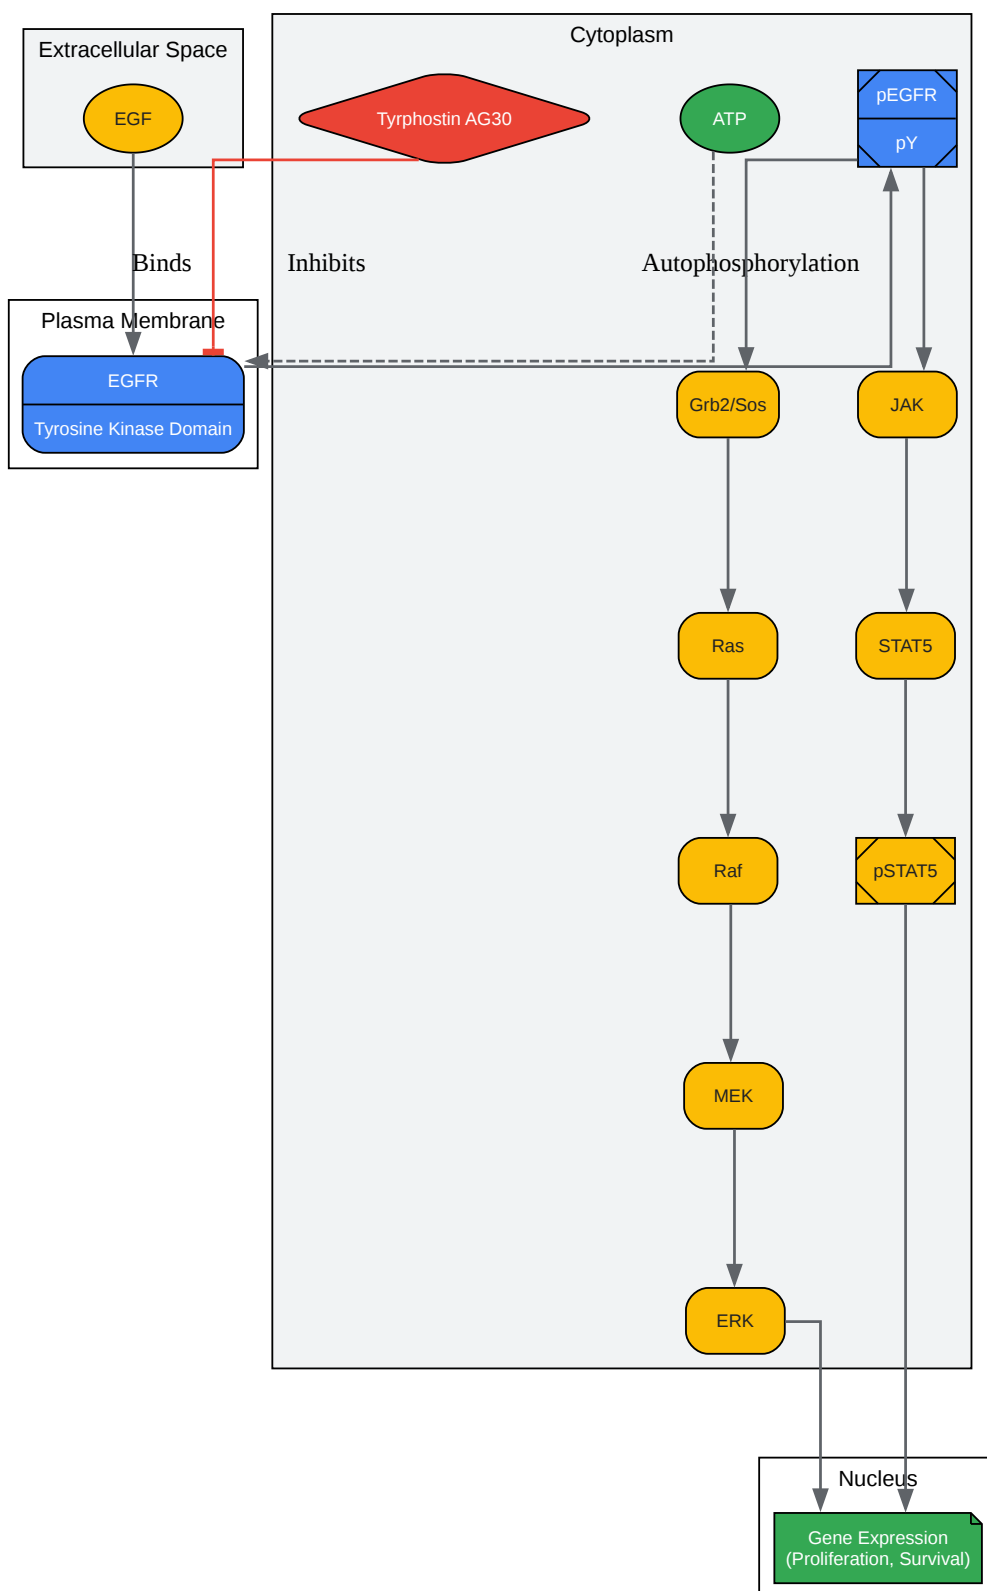 Cytoplasm
Extracellular Space
EGF
Tyrphostin AG30
ATP
pEGFR
pY
Binds
Inhibits
Autophosphorylation
Plasma Membrane
EGFR
Tyrosine Kinase Domain
Grb2/Sos
JAK
Ras
STAT5
Raf
pSTAT5
MEK
ERK
Nucleus
Gene Expression
(Proliferation, Survival)